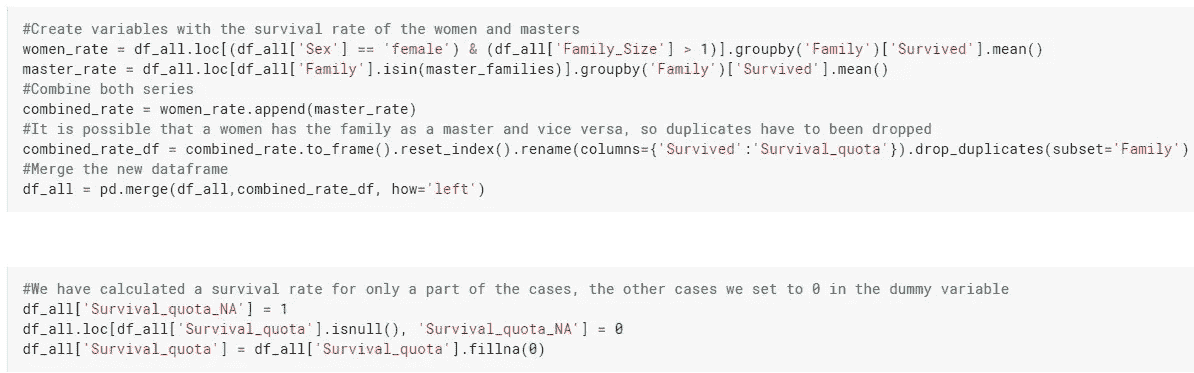 #Create variables with the survival rate of the women and masters
women_rate = df_all.loc[(df_all['Sex'] == 'female') & (df_all['Family_Size'] > 1)].groupby('Family')['Survived'].mean()
master_rate = df_all.loc[df_all['Family'].isin(master_families)].groupby('Family')['Survived'].mean()
#Combine both series
combined_rate = women_rate.append(master_rate)
#It is possible that a women has the family as a master and vice versa, so duplicates have to been dropped
combined_rate_df = combined_rate.to_frame().reset_index().rename(columns={'Survived':'Survival_quota'}).drop_duplicates(subset='Family')
#Merge the new dataframe
df_all = pd.merge(df_all,combined_rate_df, how='left')
#We have calculated a survival rate for only a part of the cases, the other cases we set to 0 in the dummy variable
df_all['Survival_quota_NA'] = 1
df_all.loc[df_all['Survival_quota'].isnull(), 'Survival_quota_NA'] = 0
df_all['Survival_quota'] = df_all['Survival_quota'].fillna(0)